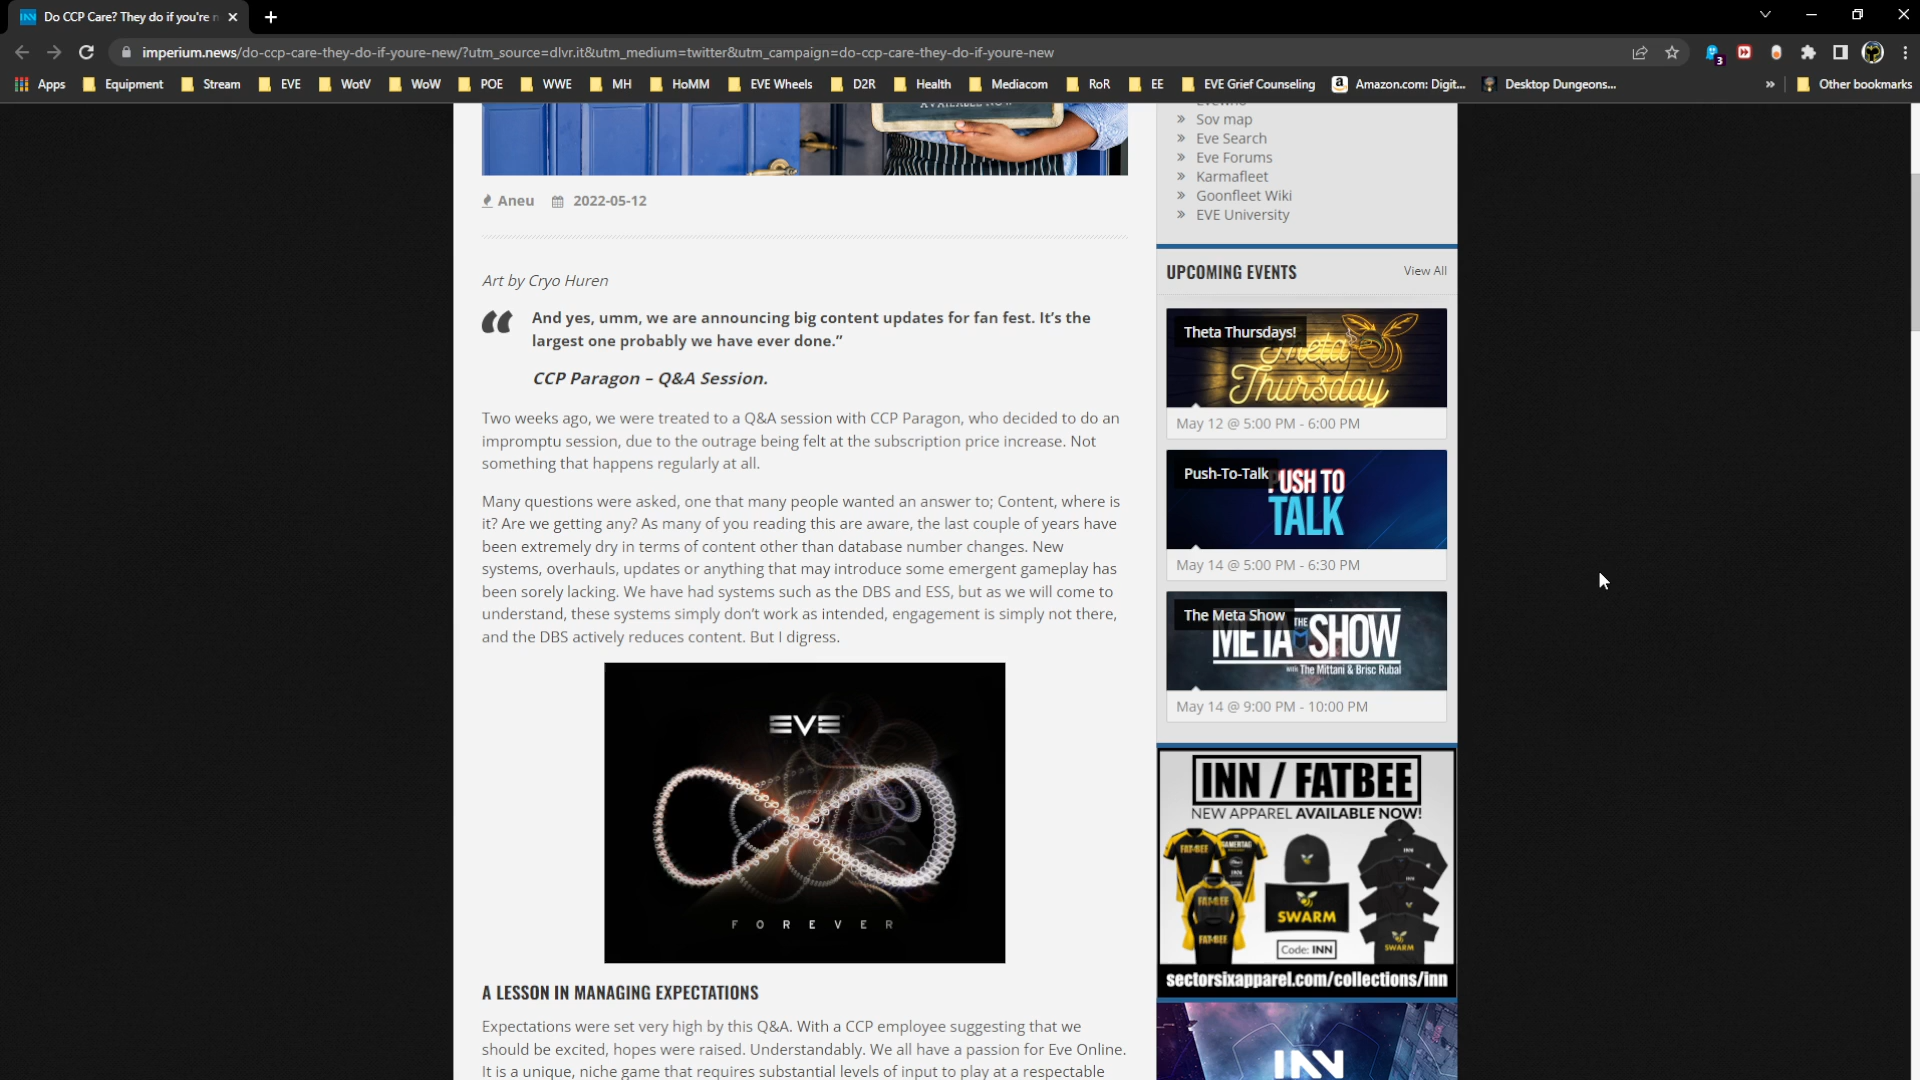 Do CCP Care? They do if you're n
imperium.news/do-ccp-care-they-do-if-youre-new/?utm_source=dlvr.it&utm_medium=twitter&utm_campaign=do-ccp-care-they-do-if-youre-new
3
Apps Equipment Stream EVE WotV WoW POE WWE MH HoMM EVE Wheels D2R Health Mediacom RoR EE EVE Grief Counseling Amazon.com: Digit... Desktop Dungeons... » Other bookmarks
AVAILABLE NOW
Aneu 2022-05-12
Art by Cryo Huren
“ And yes, umm, we are announcing big content updates for fan fest. It’s the
largest one probably we have ever done.”
CCP Paragon – Q&A Session.
Two weeks ago, we were treated to a Q&A session with CCP Paragon, who decided to do an
impromptu session, due to the outrage being felt at the subscription price increase. Not
something that happens regularly at all.
Many questions were asked, one that many people wanted an answer to; Content, where is
it? Are we getting any? As many of you reading this are aware, the last couple of years have
been extremely dry in terms of content other than database number changes. New
systems, overhauls, updates or anything that may introduce some emergent gameplay has
been sorely lacking. We have had systems such as the DBS and ESS, but as we will come to
understand, these systems simply don’t work as intended, engagement is simply not there,
and the DBS actively reduces content. But I digress.
EVE
FOREVER
A LESSON IN MANAGING EXPECTATIONS
Expectations were set very high by this Q&A. With a CCP employee suggesting that we
should be excited, hopes were raised. Understandably. We all have a passion for Eve Online.
It is a unique, niche game that requires substantial levels of input to play at a respectable
» Sov map
» Eve Search
» Eve Forums
» Karmafleet
» Goonfleet Wiki
» EVE University
UPCOMING EVENTS View All
Theta Thursdays!
Theta
Thursday
May 12 @ 5:00 PM - 6:00 PM
Push-To-Talk
PUSH TO
TALK
May 14 @ 5:00 PM - 6:30 PM
The Meta Show
THE
META SHOW
with The Mittani & Brisc Rubal
May 14 @ 9:00 PM - 10:00 PM
INN / FATBEE
NEW APPAREL AVAILABLE NOW!
FATBEE
GAMERTAG
INN
FATBEE
SWARM
FATBEE
SWARM
Code: INN
sectorsixapparel.com/collections/inn
INN